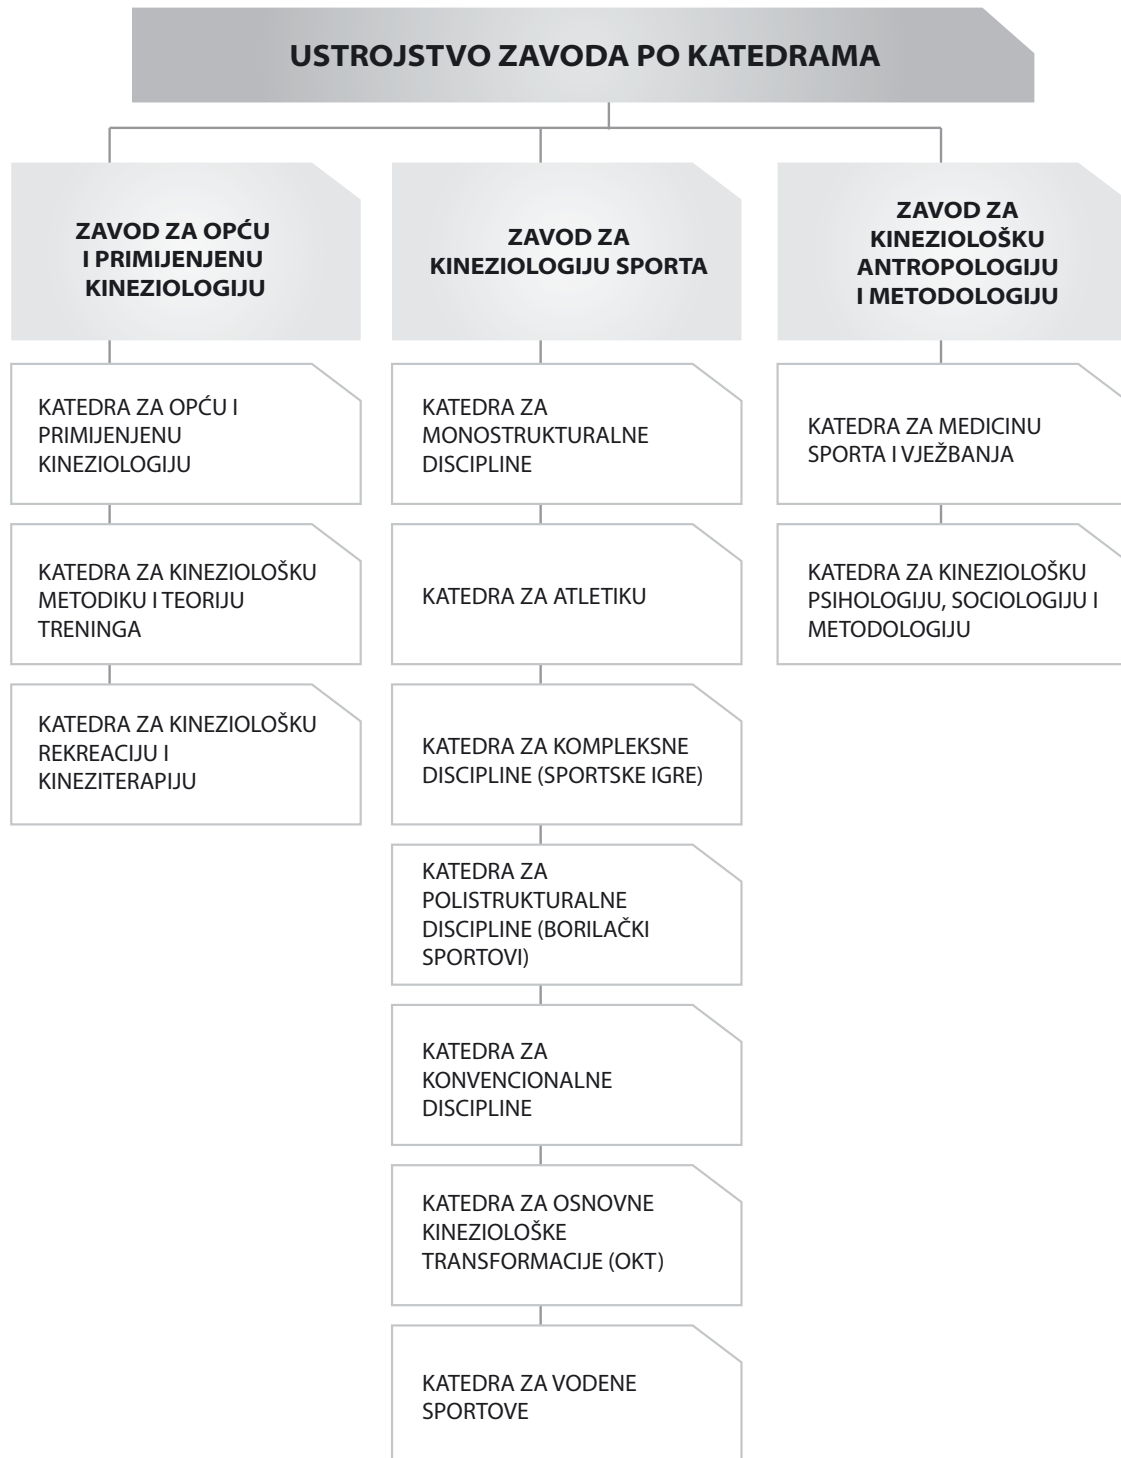 USTROJSTVO ZAVODA PO KATEDRAMA
ZAVOD ZA OPĆU
I PRIMIJENJENU
KINEZIOLOGIJU
KATEDRA ZA OPĆU I
PRIMIJENJENU
KINEZIOLOGIJU
KATEDRA ZA KINEZIOLOŠKU
METODIKU I TEORIJU
TRENINGA
KATEDRA ZA KINEZIOLOŠKU
REKREACIJU I
KINEZITERAPIJU
ZAVOD ZA
KINEZIOLOGIJU SPORTA
KATEDRA ZA
MONOSTRUKTURALNE
DISCIPLINE
KATEDRA ZA ATLETIKU
KATEDRA ZA KOMPLEKSNE
DISCIPLINE (SPORTSKE IGRE)
KATEDRA ZA
POLISTRUKTURALNE
DISCIPLINE (BORILAČKI
SPORTOVI)
KATEDRA ZA
KONVENCIONALNE
DISCIPLINE
KATEDRA ZA OSNOVNE
KINEZIOLOŠKE
TRANSFORMACIJE (OKT)
KATEDRA ZA VODENE
SPORTOVE
ZAVOD ZA
KINEZIOLOŠKU
ANTROPOLOGIJU
I METODOLOGIJU
KATEDRA ZA MEDICINU
SPORTA I VJEŽBANJA
KATEDRA ZA KINEZIOLOŠKU
PSIHOLOGIJU, SOCIOLOGIJU I
METODOLOGIJU